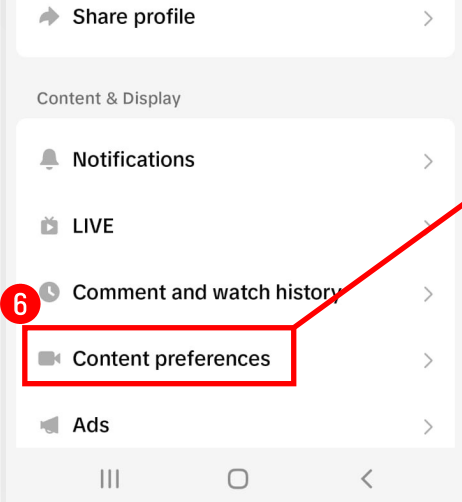 Share profile
Content & Display
Notifications
LIVE
Comment and watch history
6
Content preferences
Ads